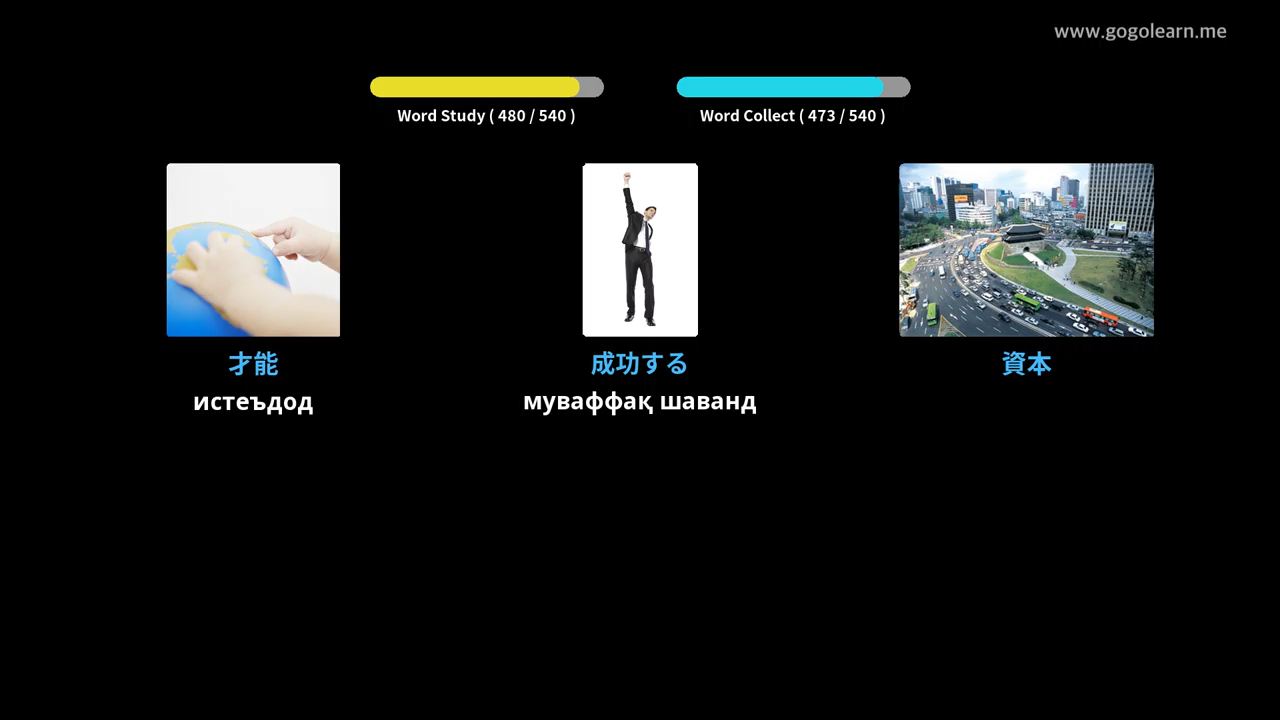 www.gogolearn.me
Word Study ( 480 / 540 )
Word Collect ( 473 / 540 )
才能
成功する
資本
истеъдод
муваффақ шаванд